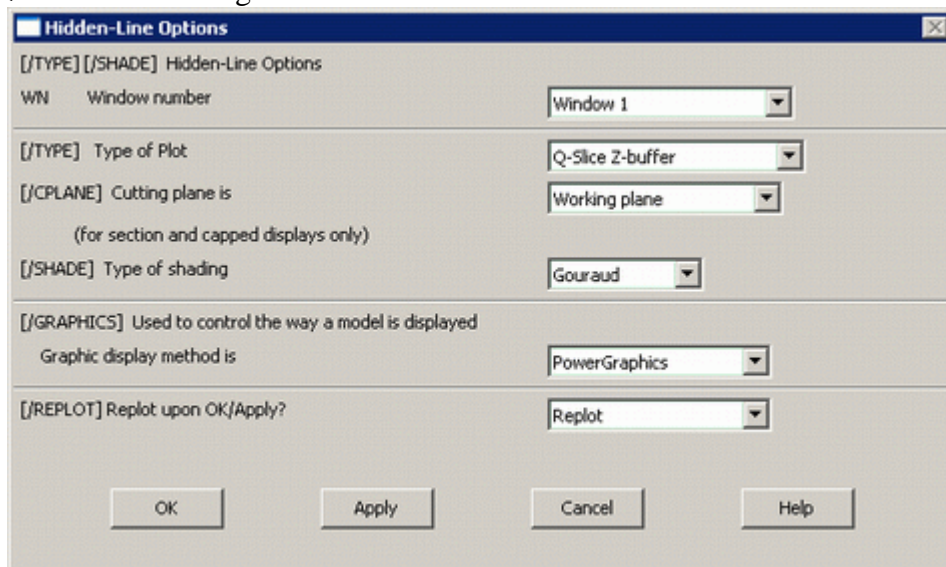 Hidden-Line Options
[/TYPE] [/SHADE] Hidden-Line Options
WN Window number Window 1
[/TYPE] Type of Plot Q-Slice Z-buffer
[/CPLANE] Cutting plane is Working plane
(for section and capped displays only)
[/SHADE] Type of shading Gouraud
[/GRAPHICS] Used to control the way a model is displayed
Graphic display method is PowerGraphics
[/REPLOT] Replot upon OK/Apply? Replot
OK Apply Cancel Help